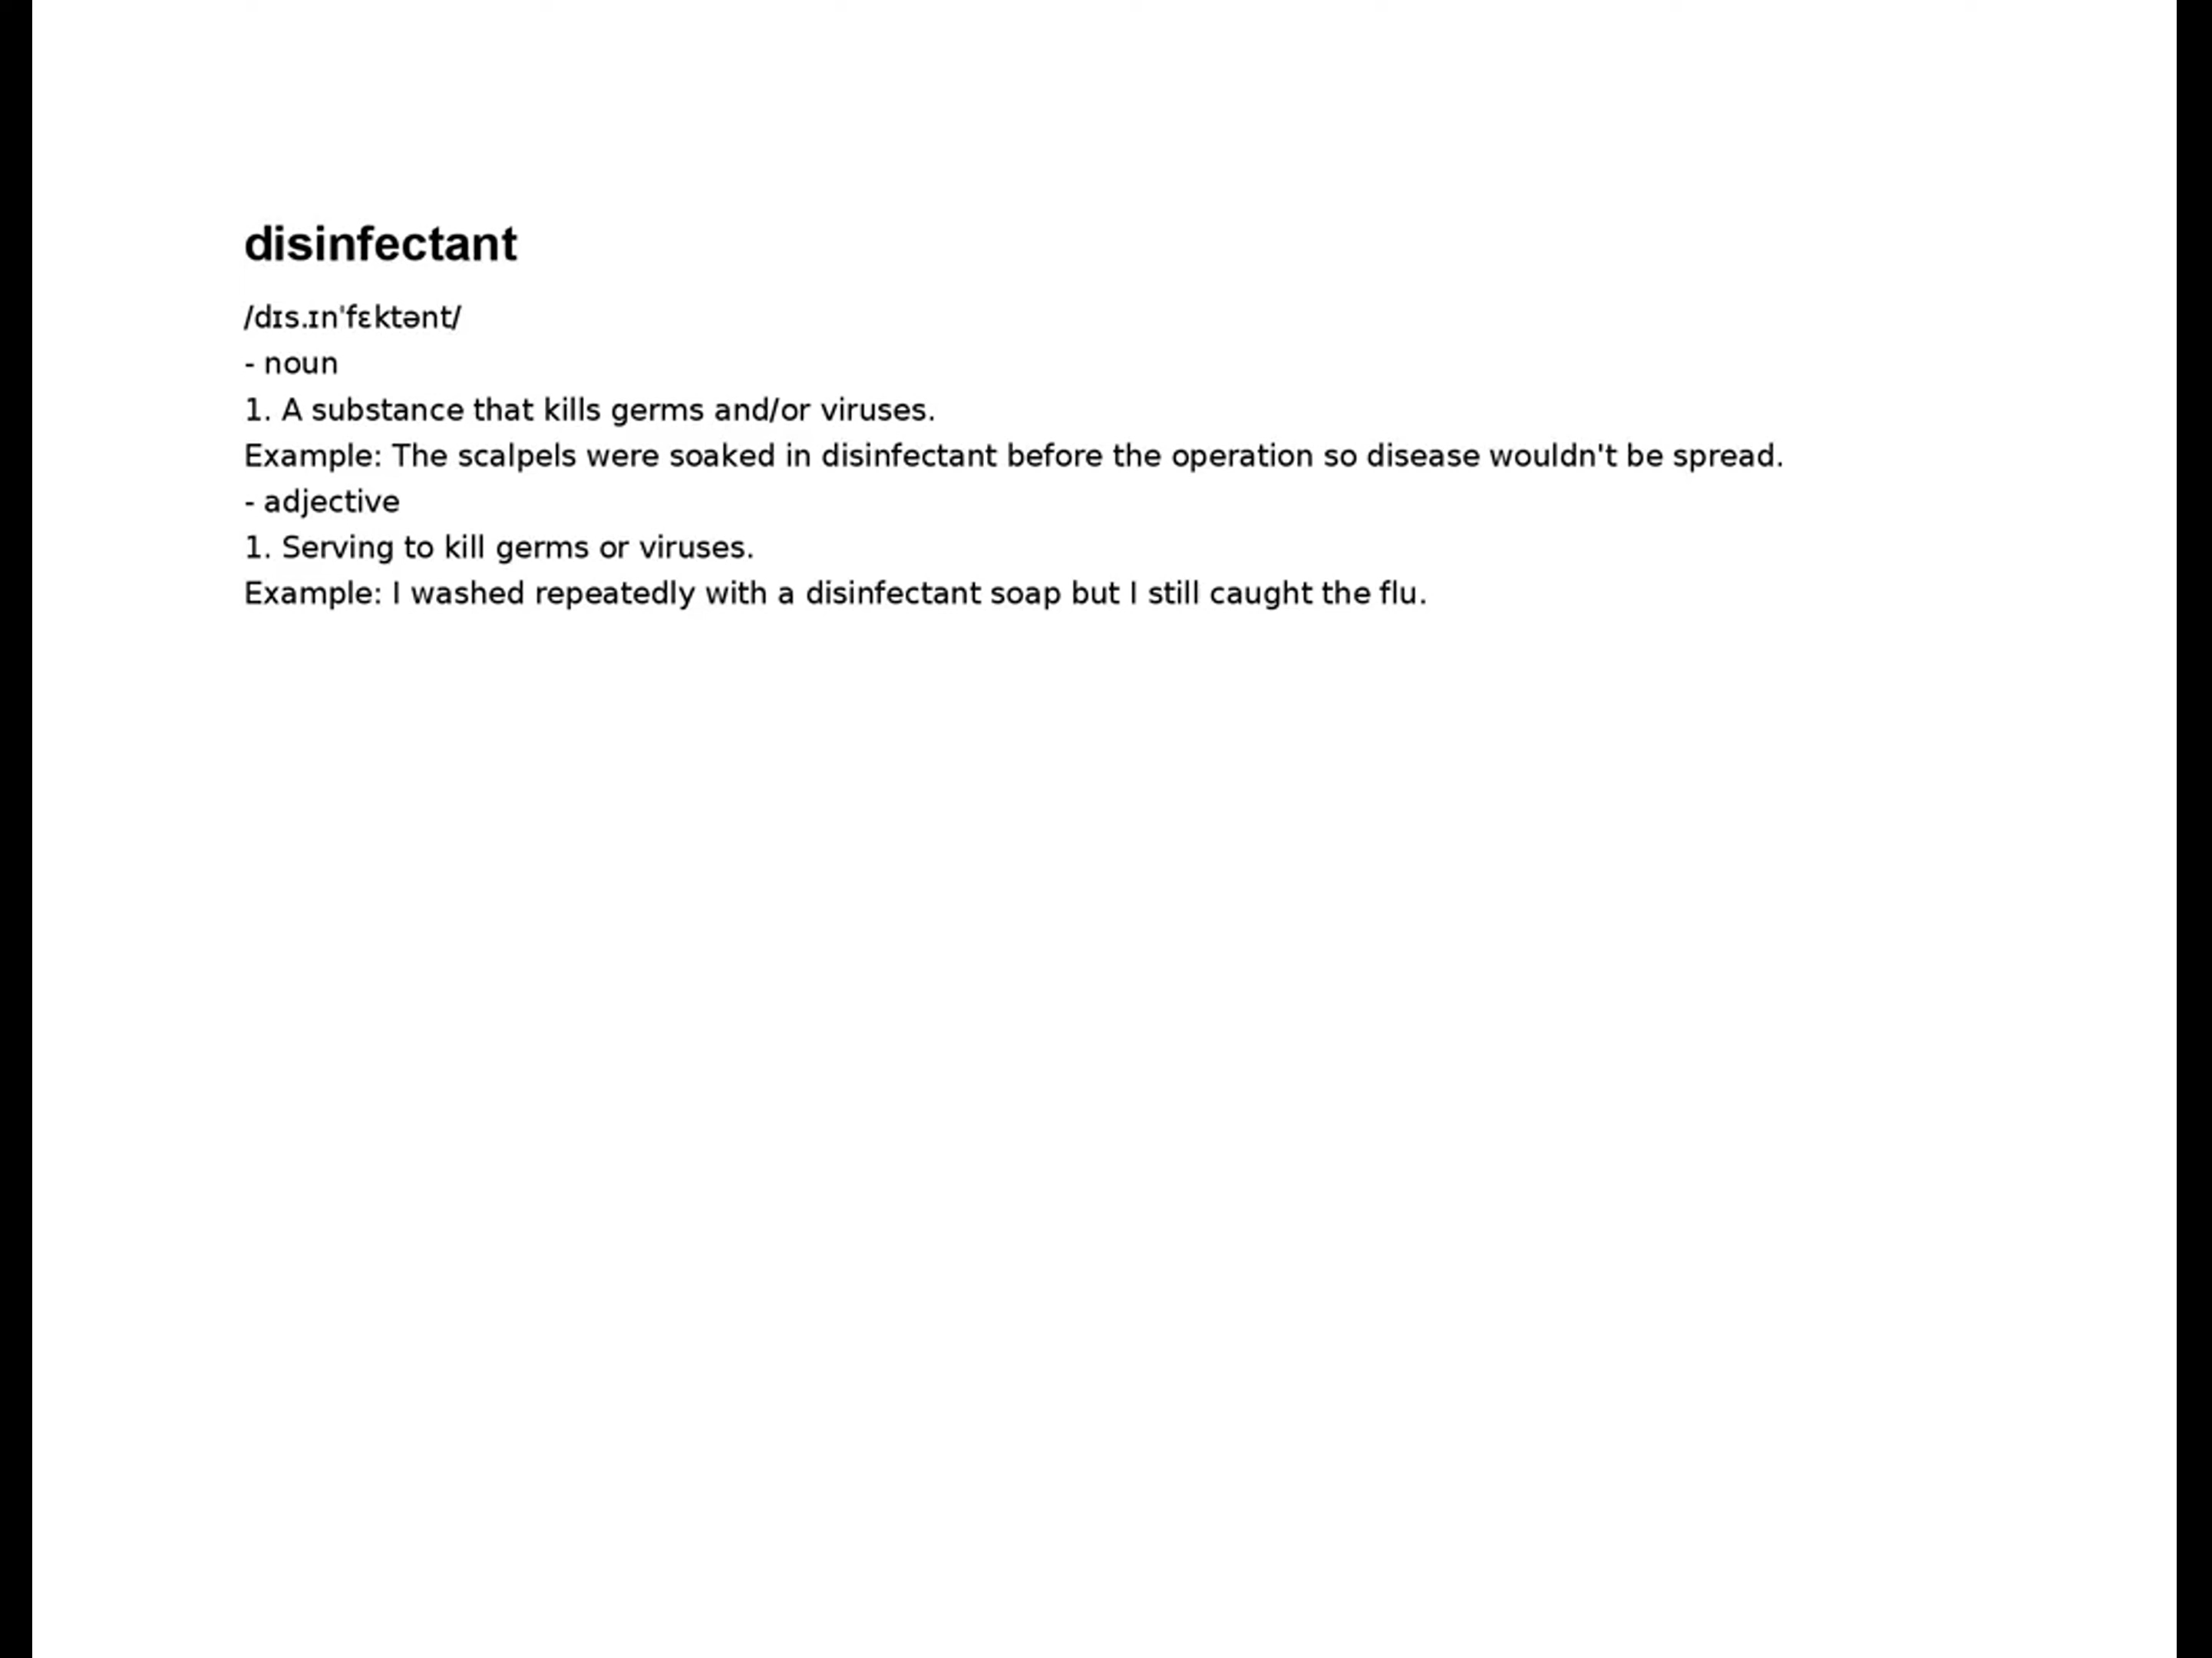 disinfectant
/dɪs.ɪnˈfɛktənt/
- noun
1. A substance that kills germs and/or viruses.
Example: The scalpels were soaked in disinfectant before the operation so disease wouldn't be spread.
- adjective
1. Serving to kill germs or viruses.
Example: I washed repeatedly with a disinfectant soap but I still caught the flu.